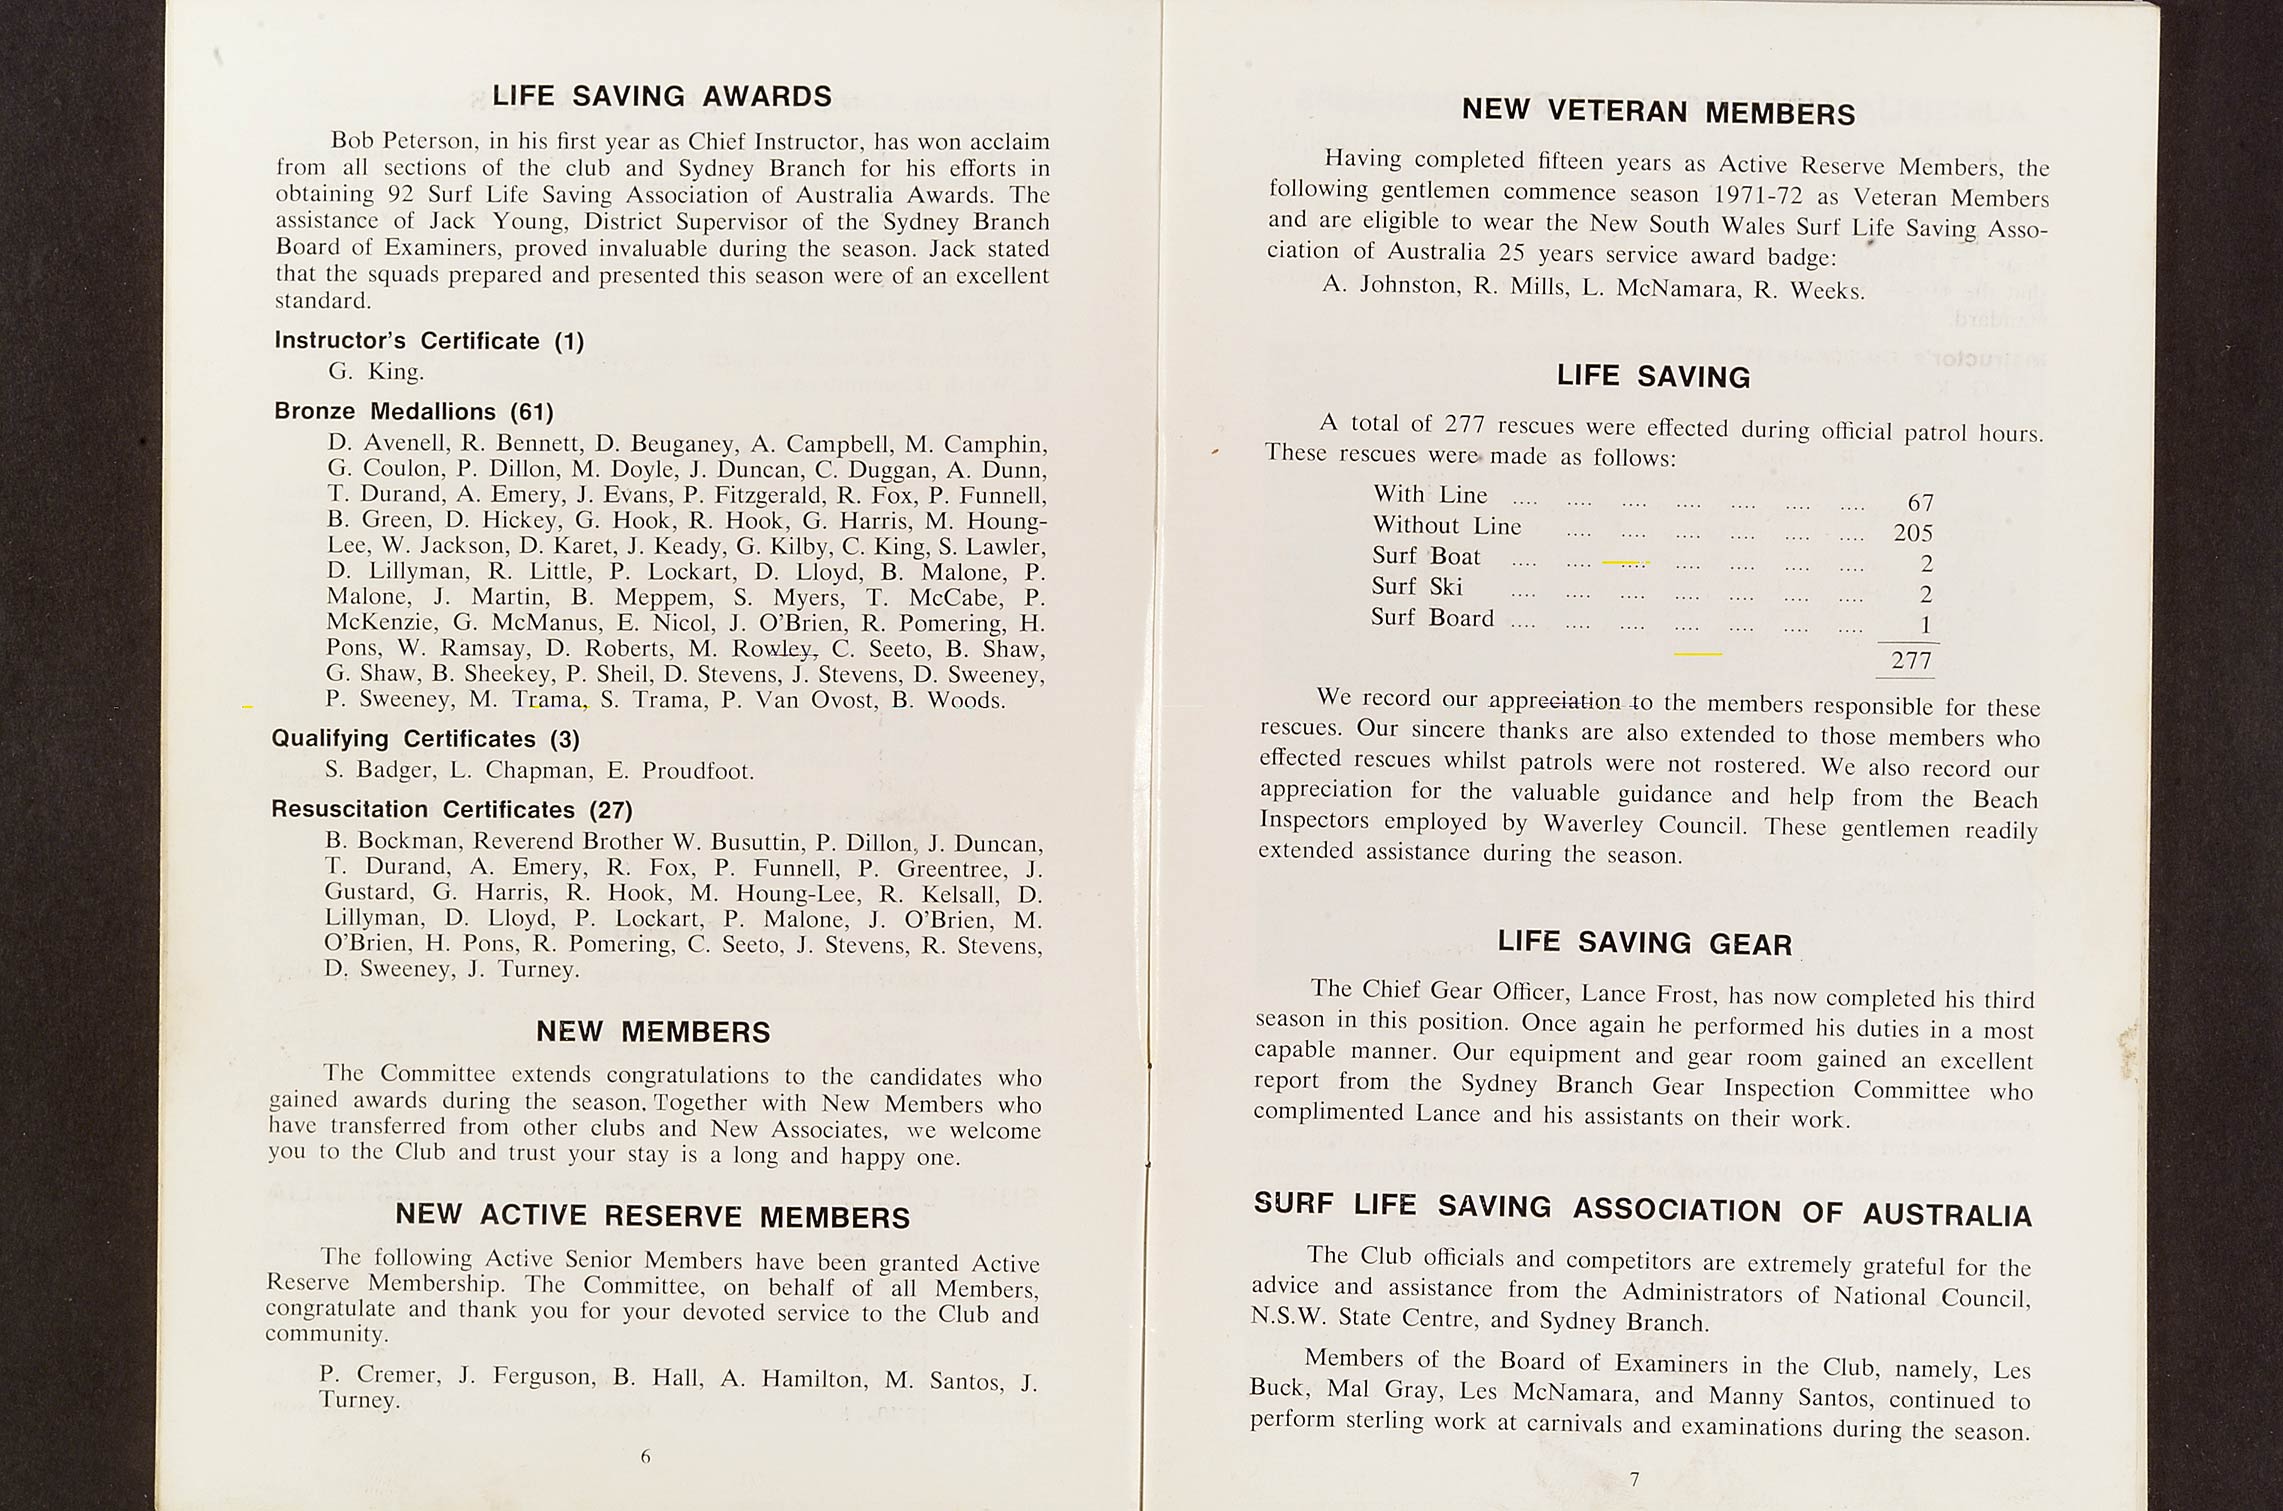 LIFE SAVING AWARDS
Bob Peterson, in his first year as Chief Instructor, has won acclaim
from all sections of the club and Sydney Branch for his efforts in
obtaining 92 Surf Life Saving Association of Australia Awards. The
assistance of Jack Young, District Supervisor of the Sydney Branch
Board of Examiners, proved invaluable during the season. Jack stated
that the squads prepared and presented this season were of an excellent
standard.
Instructor's Certificate (1)
G. King.
Bronze Medallions (61)
D. Avenell, R. Bennett, D. Beuganey, A. Campbell, M. Camphin,
G. Coulon, P. Dillon, M. Doyle, J. Duncan, C. Duggan, A. Dunn,
T. Durand, A. Emery, J. Evans, P. Fitzgerald, R. Fox, P. Funnell,
B. Green, D. Hickey, G. Hook, R. Hook, G. Harris, M. Houng-
Lee, W. Jackson, D. Karet, J. Keady, G. Kilby, C. King, S. Lawler,
D. Lillyman, R. Little, P. Lockart, D. Lloyd, B. Malone, P.
Malone, J. Martin, B. Meppem, S. Myers, T. McCabe, P.
McKenzie, G. McManus, E. Nicol, J. O'Brien, R. Pomering, H.
Pons, W. Ramsay, D. Roberts, M. Rowley, C. Seeto, B. Shaw,
G. Shaw, B. Sheekey, P. Sheil, D. Stevens, J. Stevens, D. Sweeney,
P. Sweeney, M. Trama, S. Trama, P. Van Ovost, B. Woods.
Qualifying Certificates (3)
S. Badger, L. Chapman, E. Proudfoot.
Resuscitation Certificates (27)
B. Bockman, Reverend Brother W. Busuttin, P. Dillon, J. Duncan,
T. Durand, A. Emery, R. Fox, P. Funnell, P. Greentree, J.
Gustard, G. Harris, R. Hook, M. Houng-Lee, R. Kelsall, D.
Lillyman, D. Lloyd, P. Lockart, P. Malone, J. O'Brien, M.
O'Brien, H. Pons, R. Pomering, C. Seeto, J. Stevens, R. Stevens,
D. Sweeney, J. Turney.
NEW MEMBERS
The Committee extends congratulations to the candidates who
gained awards during the season. Together with New Members who
have transferred from other clubs and New Associates, we welcome
you to the Club and trust your stay is a long and happy one.
NEW ACTIVE RESERVE MEMBERS
The following Active Senior Members have been granted Active
Reserve Membership. The Committee, on behalf of all Members,
congratulate and thank you for your devoted service to the Club and
community.
P. Cremer, J. Ferguson, B. Hall, A. Hamilton, M. Santos, J.
Turney.
6
NEW VETERAN MEMBERS
Having completed fifteen years as Active Reserve Members, the
following gentlemen commence season 1971-72 as Veteran Members
and are eligible to wear the New South Wales Surf Life Saving Asso-
ciation of Australia 25 years service award badge:
A. Johnston, R. Mills, L. McNamara, R. Weeks.
LIFE SAVING
A total of 277 rescues were effected during official patrol hours.
These rescues were made as follows:
With Line .... .... .... .... .... .... .... 67
Without Line .... .... .... .... .... .... 205
Surf Boat .... .... .... .... .... .... .... 2
Surf Ski .... .... .... .... .... .... .... 2
Surf Board .... .... .... .... .... .... .... 1
277
We record our appreciation to the members responsible for these
rescues. Our sincere thanks are also extended to those members who
effected rescues whilst patrols were not rostered. We also record our
appreciation for the valuable guidance and help from the Beach
Inspectors employed by Waverley Council. These gentlemen readily
extended assistance during the season.
LIFE SAVING GEAR
The Chief Gear Officer, Lance Frost, has now completed his third
season in this position. Once again he performed his duties in a most
capable manner. Our equipment and gear room gained an excellent
report from the Sydney Branch Gear Inspection Committee who
complimented Lance and his assistants on their work.
SURF LIFE SAVING ASSOCIATION OF AUSTRALIA
The Club officials and competitors are extremely grateful for the
advice and assistance from the Administrators of National Council,
N.S.W. State Centre, and Sydney Branch.
Members of the Board of Examiners in the Club, namely, Les
Buck, Mal Gray, Les McNamara, and Manny Santos, continued to
perform sterling work at carnivals and examinations during the season.
7